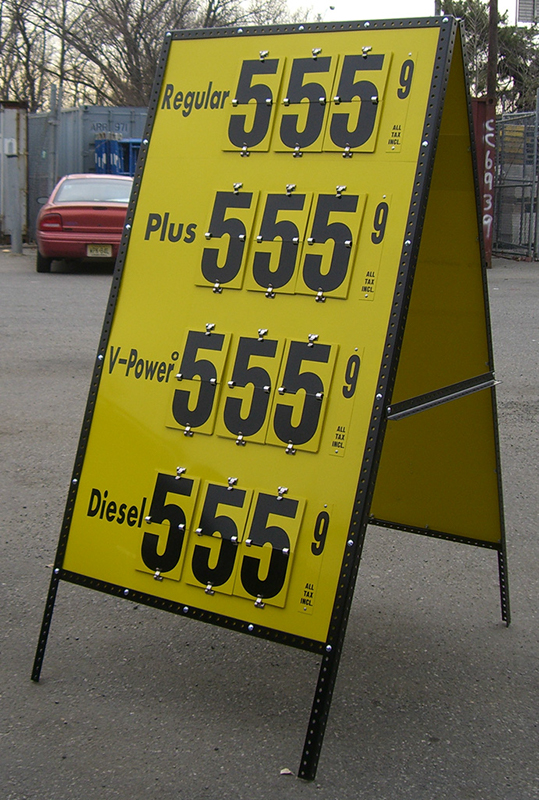 Regular 555 9
ALL
TAX
INCL.
Plus 555 9
ALL
TAX
INCL.
V-Power° 555 9
ALL
TAX
INCL.
Diesel 555 9
ALL
TAX
INCL.